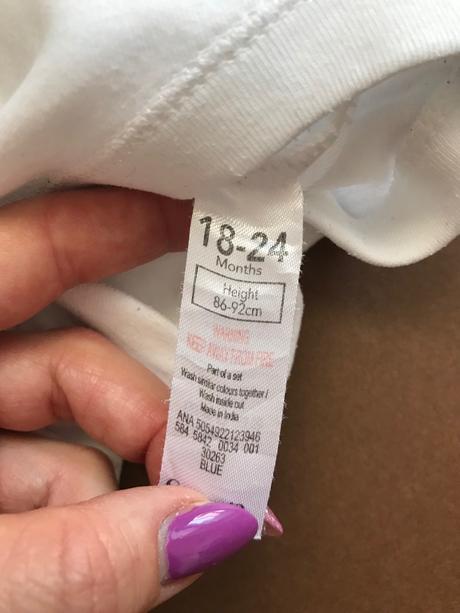 18-24
Months
Height
86-92cm
WARNING
KEEP AWAY FROM FIRE
Part of a set
Wash similar colours together/
Wash inside out
Made in India
ANA 5054922123946
584 5842 0034 001
30263
BLUE